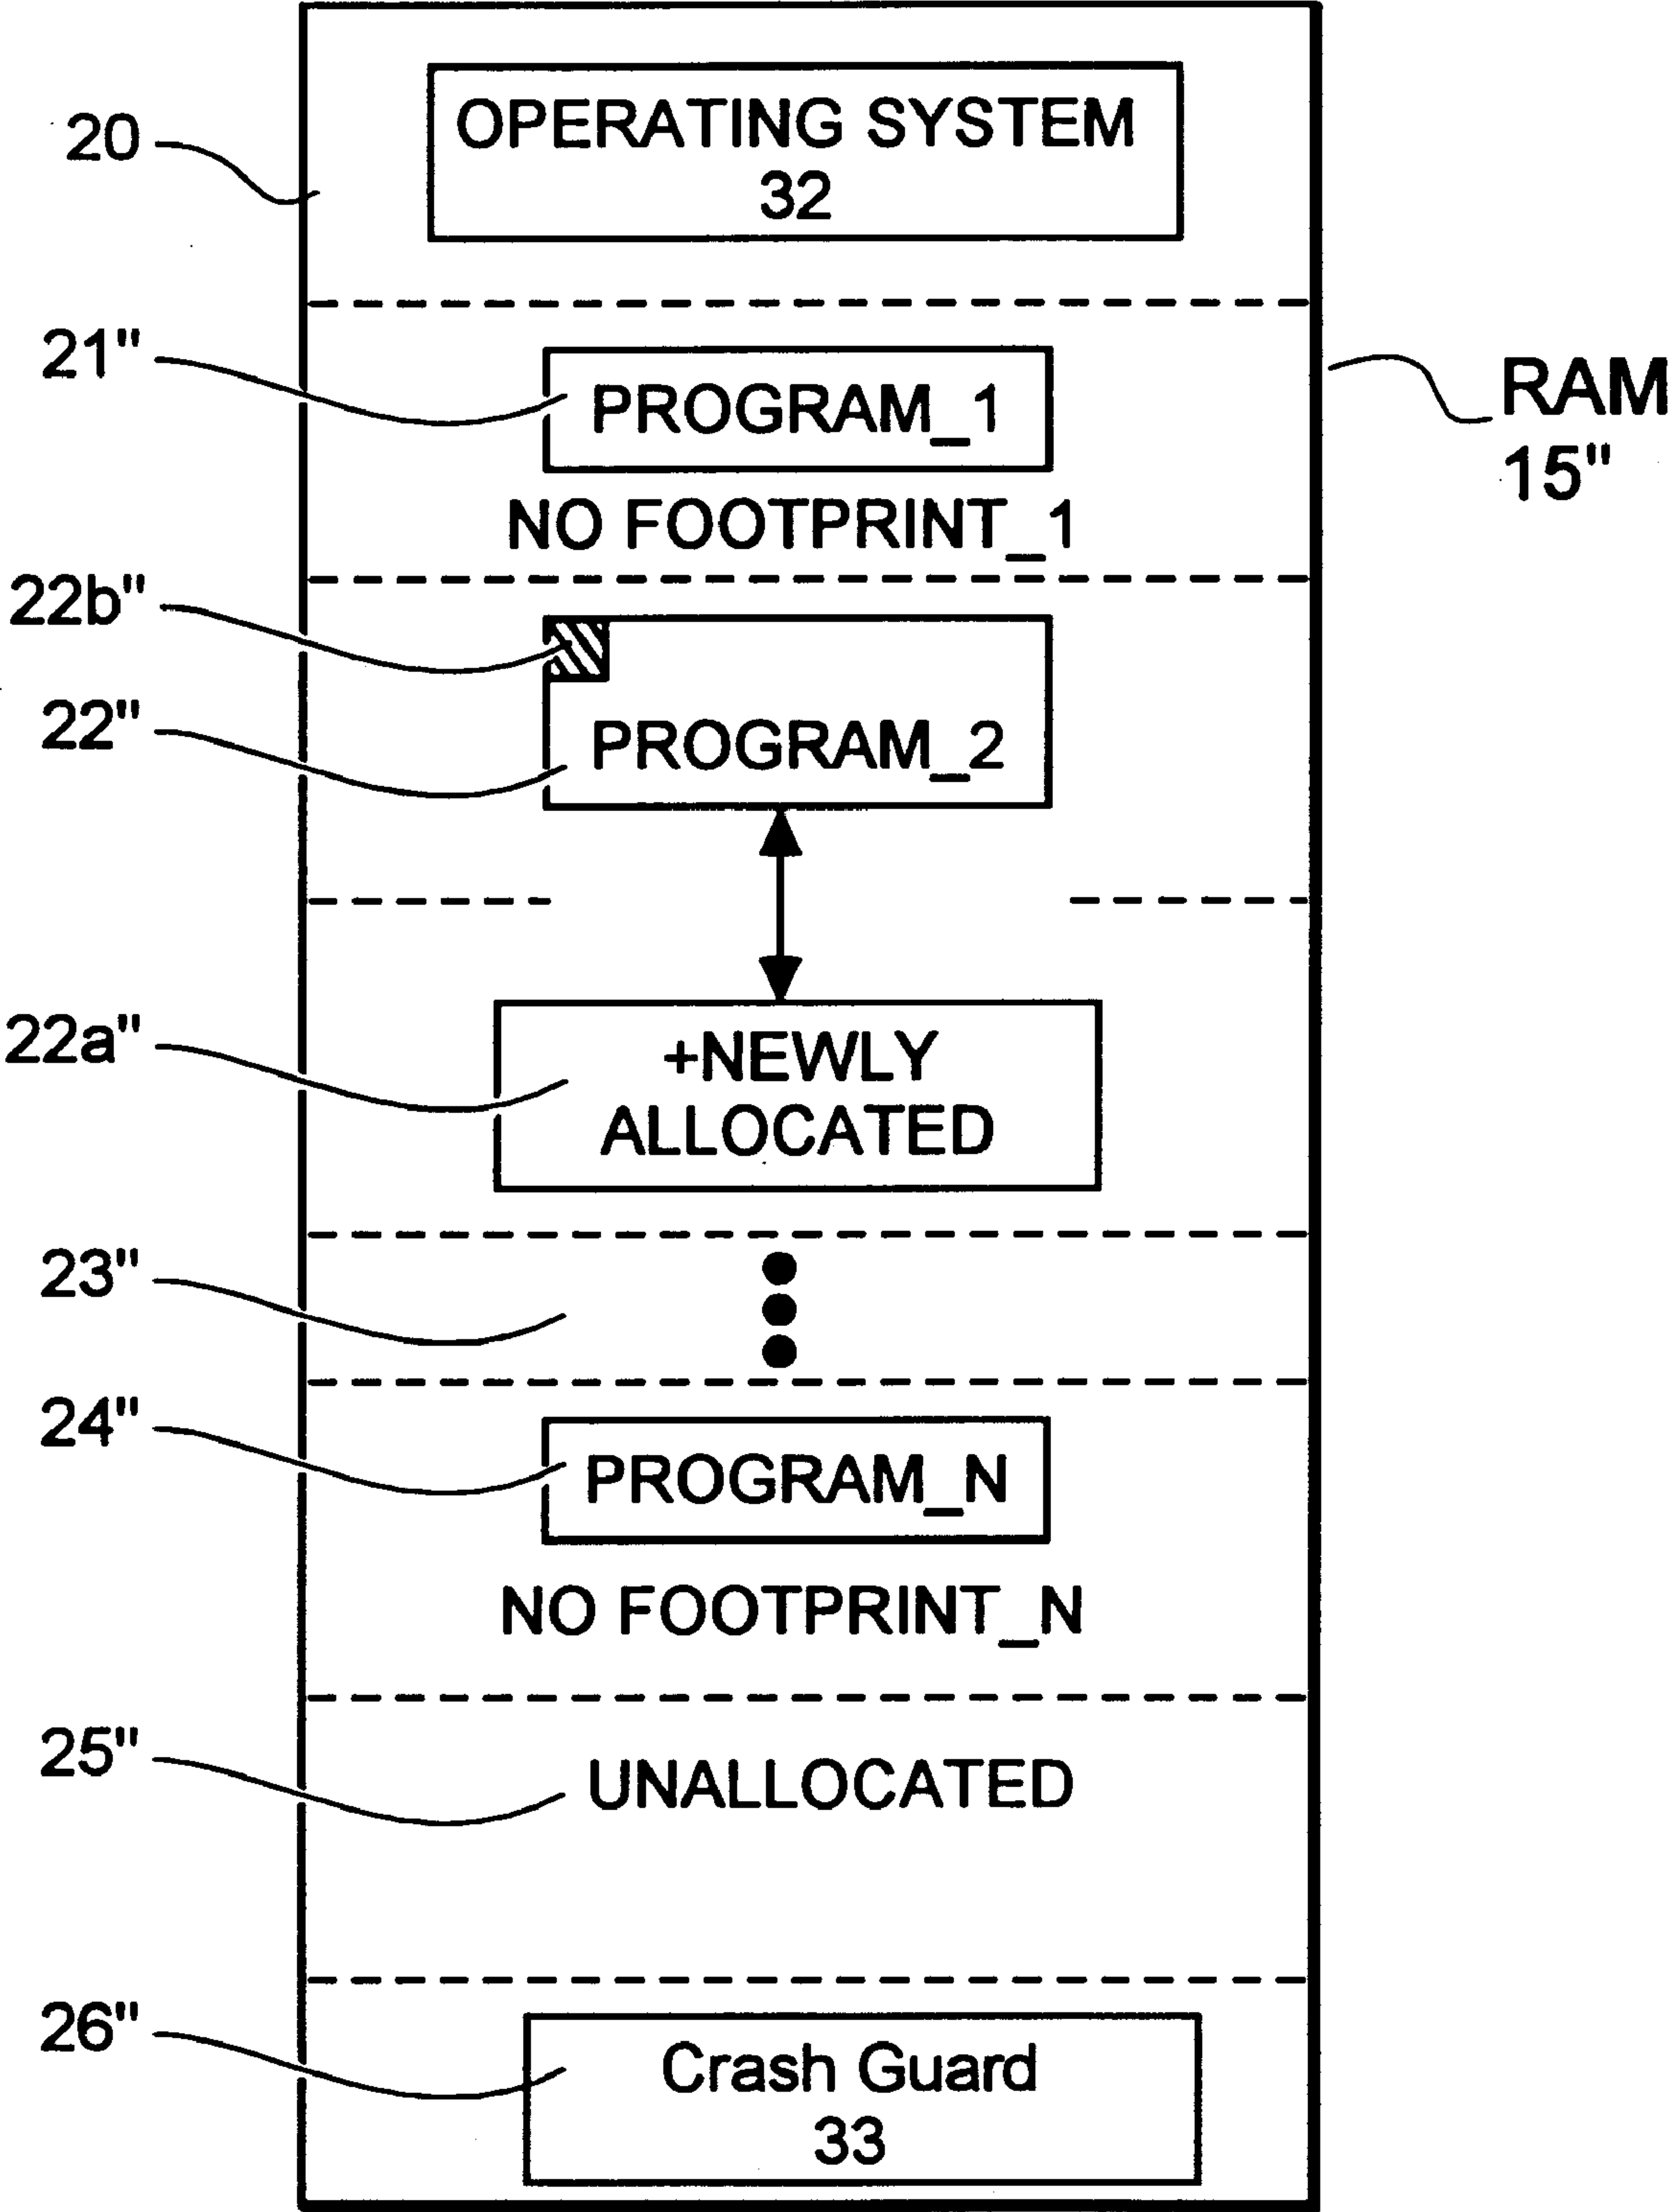 OPERATING SYSTEM
32
20
21"
PROGRAM_1
RAM
15"
NO FOOTPRINT_1
22b"
22"
PROGRAM_2
22a"
+NEWLY
ALLOCATED
23"
24"
PROGRAM_N
NO FOOTPRINT_N
25"
UNALLOCATED
26"
Crash Guard
33